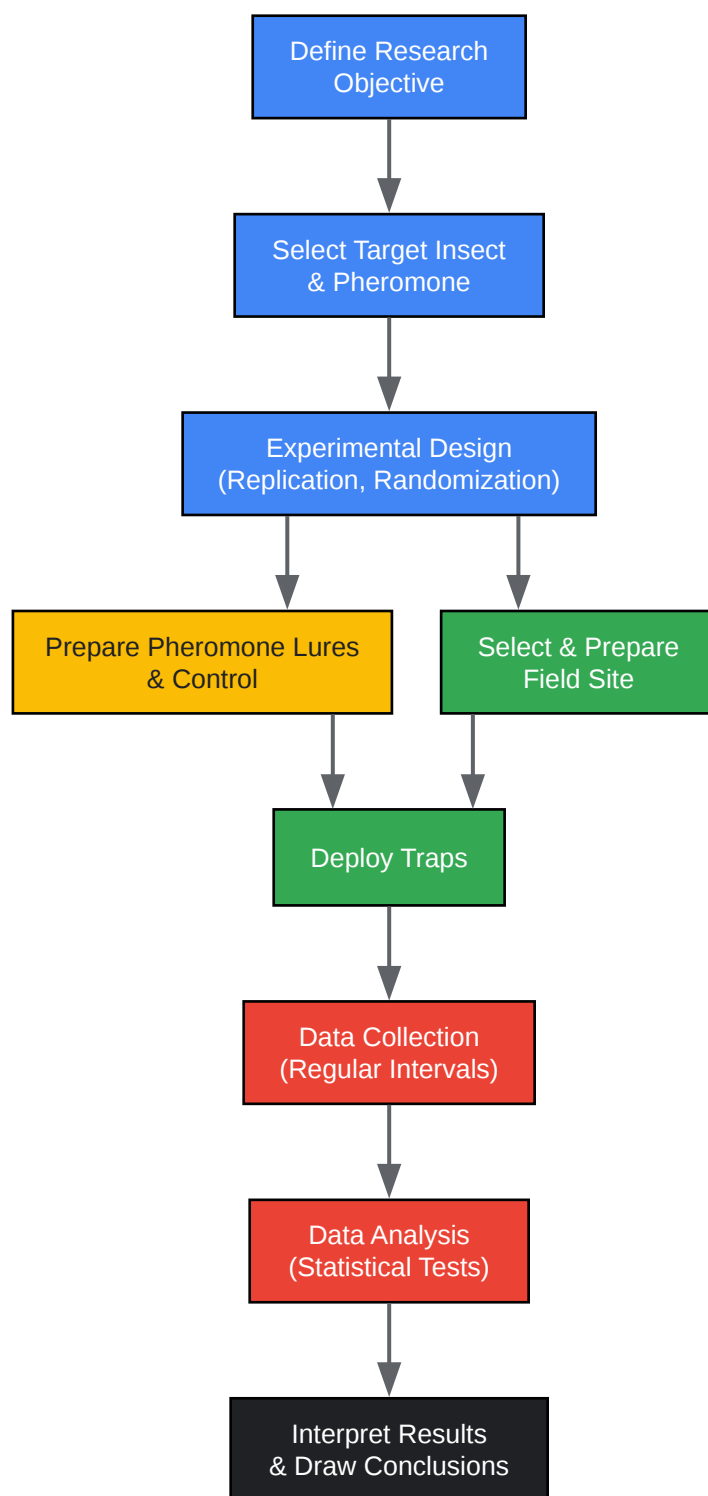 Define Research
Objective
Select Target Insect
& Pheromone
Experimental Design
(Replication, Randomization)
Prepare Pheromone Lures
& Control
Select & Prepare
Field Site
Deploy Traps
Data Collection
(Regular Intervals)
Data Analysis
(Statistical Tests)
Interpret Results
& Draw Conclusions